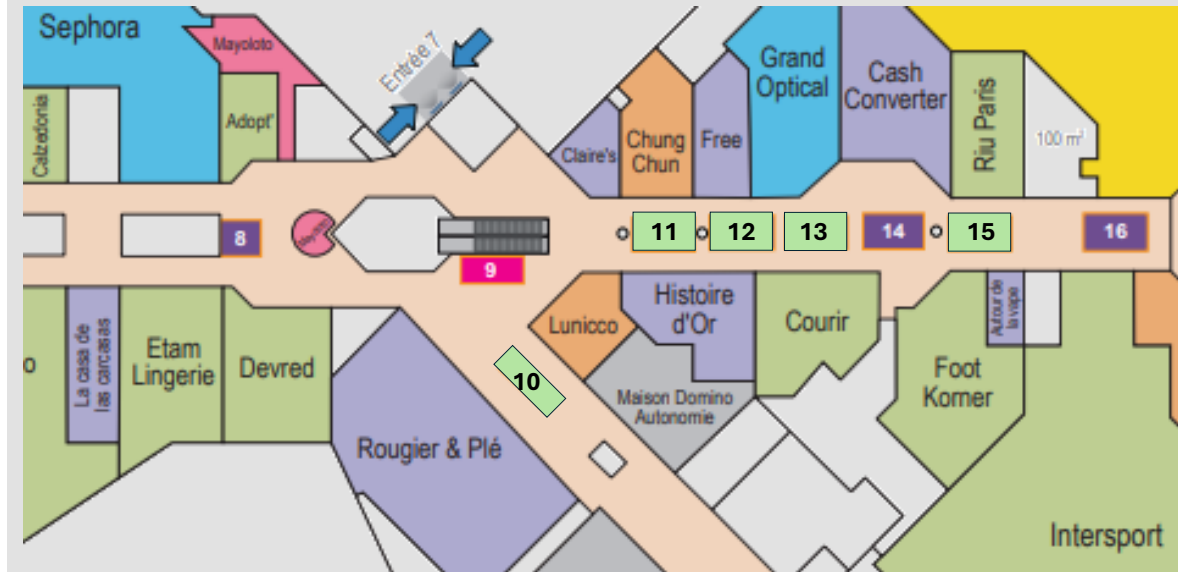 Sephora
Mayoloto
Calzedonia
Adopt'
Entrée 7
Claire's
Chung
Chun
Free
Grand
Optical
Cash
Converter
Riu Paris
100 m²
8
9
11
12
13
14
15
16
o
La casa de
las carcasas
Etam
Lingerie
Devred
Rougier & Plé
10
Lunicco
Histoire
d'Or
Maison Domino
Autonomie
Courir
Foot
Korner
Autour de
la vape
Intersport